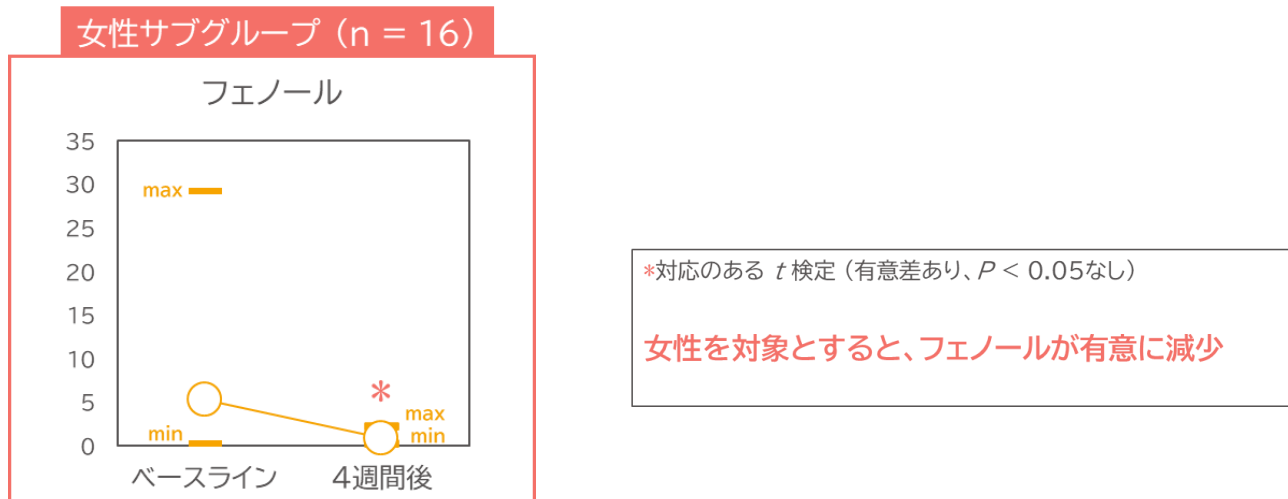 女性サブグループ（n = 16）
フェノール
35
30
25
20
15
10
5
0
max
min
*
max
min
ベースライン
4週間後
*対応のある t 検定（有意差あり、P < 0.05なし）
女性を対象とすると、フェノールが有意に減少